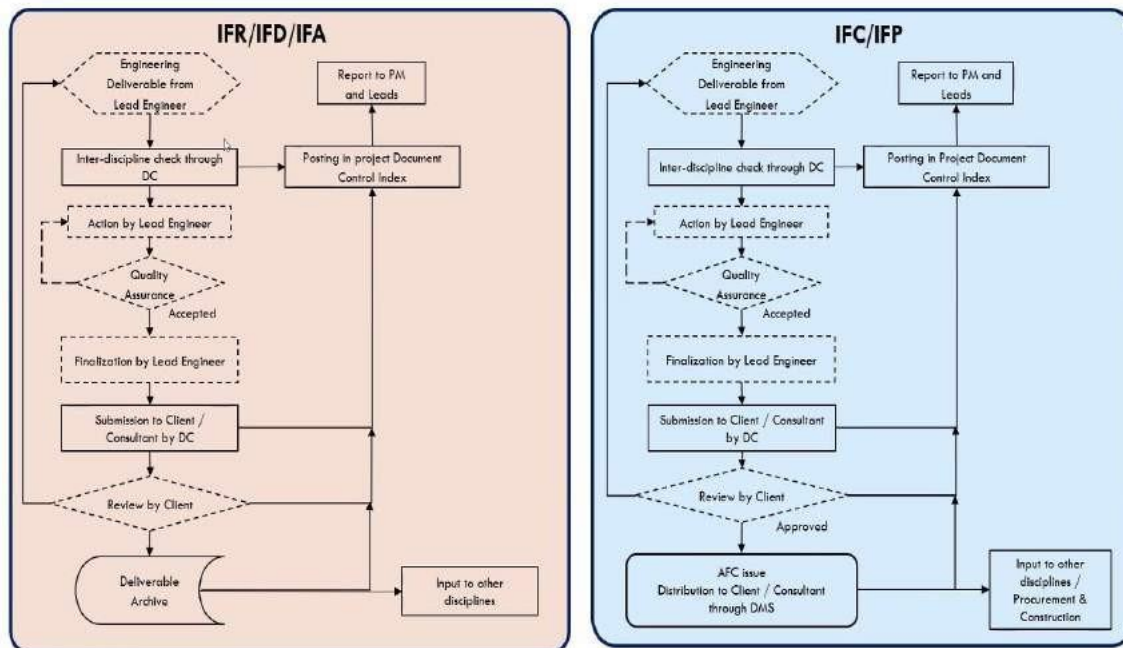 IFR/IFD/IFA
Engineering
Deliverable from
Lead Engineer
Report to PM
and Leads
Inter-discipline check through
DC
Posting in project Document
Control Index
Action by Lead Engineer
Quality
Assurance
Accepted
Finalization by Lead Engineer
Submission to Client /
Consultant by DC
Review by Client
Deliverable
Archive
Input to other
disciplines
IFC/IFP
Engineering
Deliverable from
Lead Engineer
Report to PM and
Leads
Inter-discipline check through DC
Posting in Project Document
Control Index
Action by Lead Engineer
Quality
Assurance
Accepted
Finalization by Lead Engineer
Submission to Client / Consultant
by DC
Review by Client
Approved
AFC issue
Distribution to Client / Consultant
through DMS
Input to other
disciplines /
Procurement &
Construction